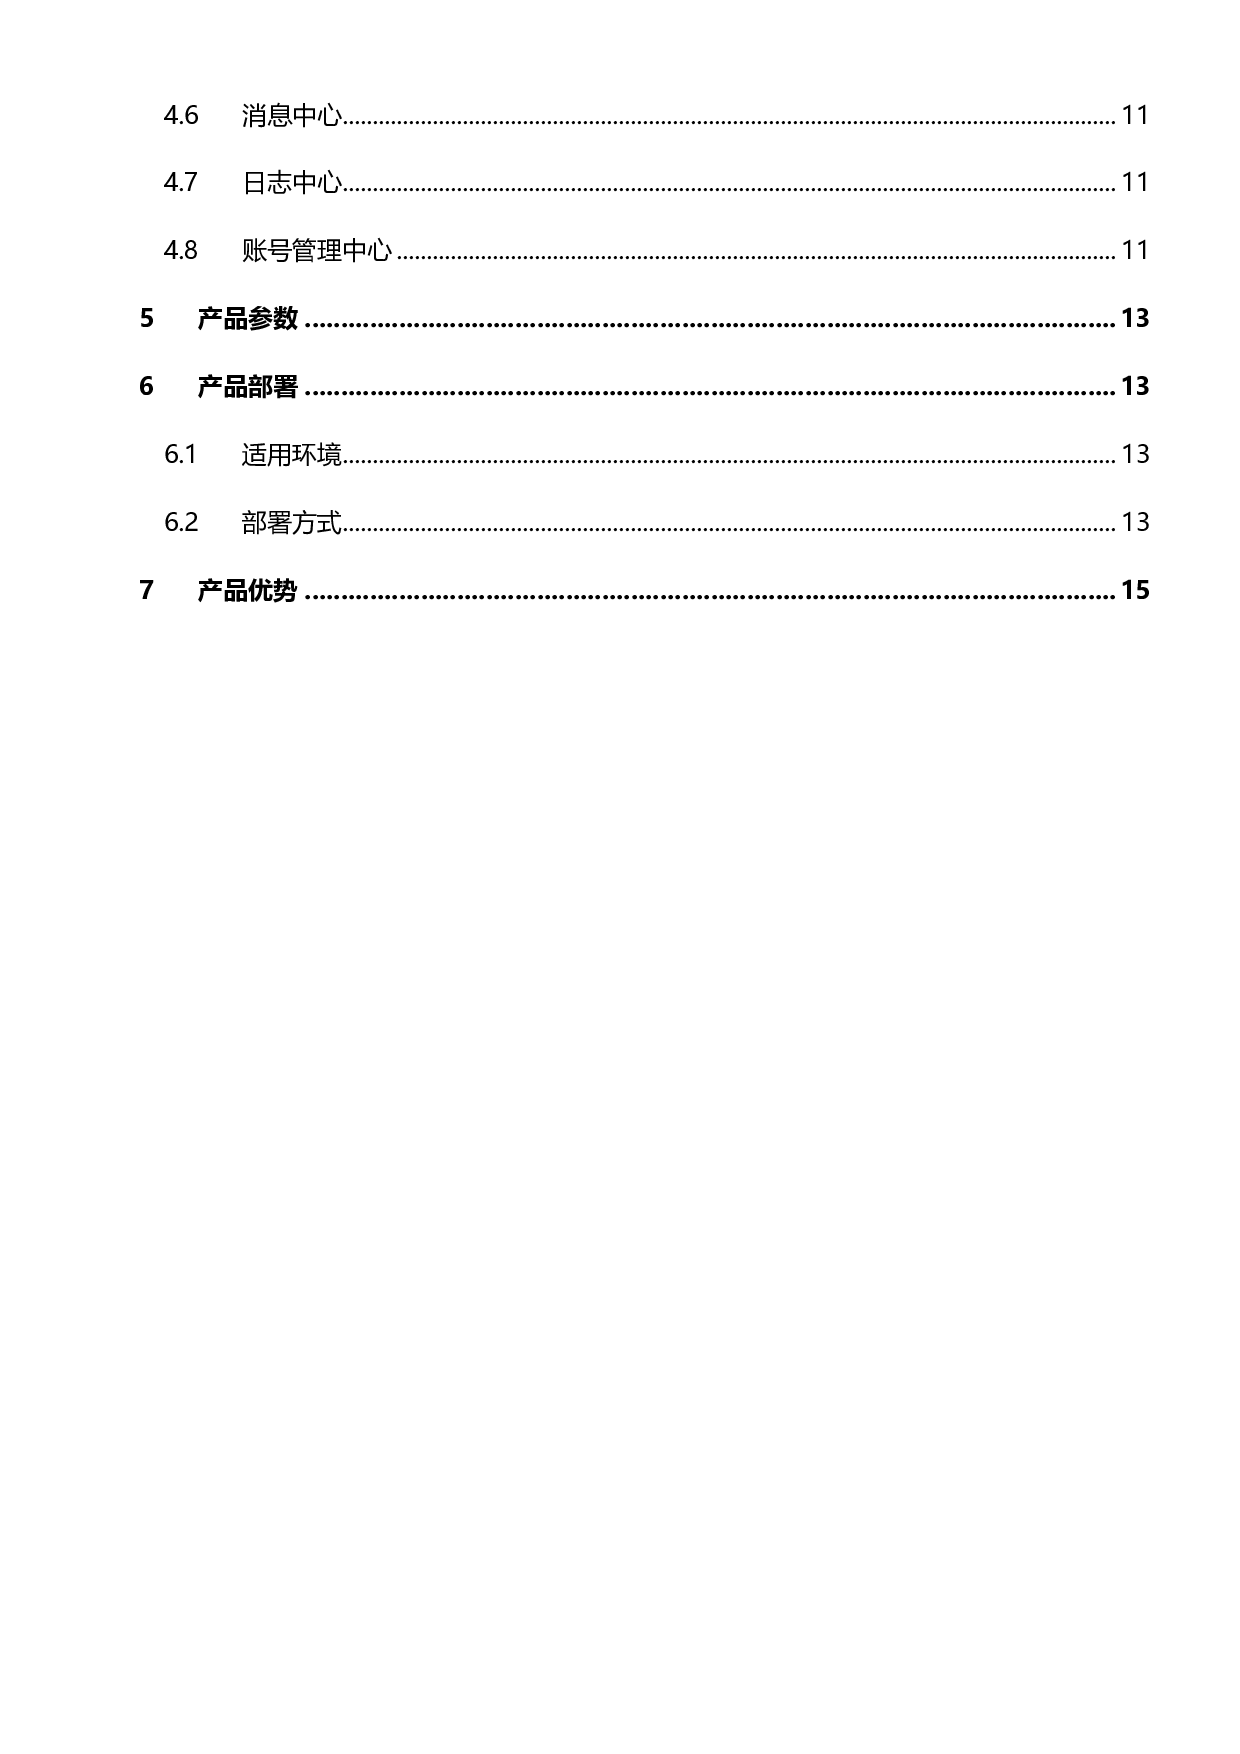 4.6 消息中心 11
4.7 日志中心 11
4.8 账号管理中心 11
5 产品参数 13
6 产品部署 13
6.1 适用环境 13
6.2 部署方式 13
7 产品优势 15